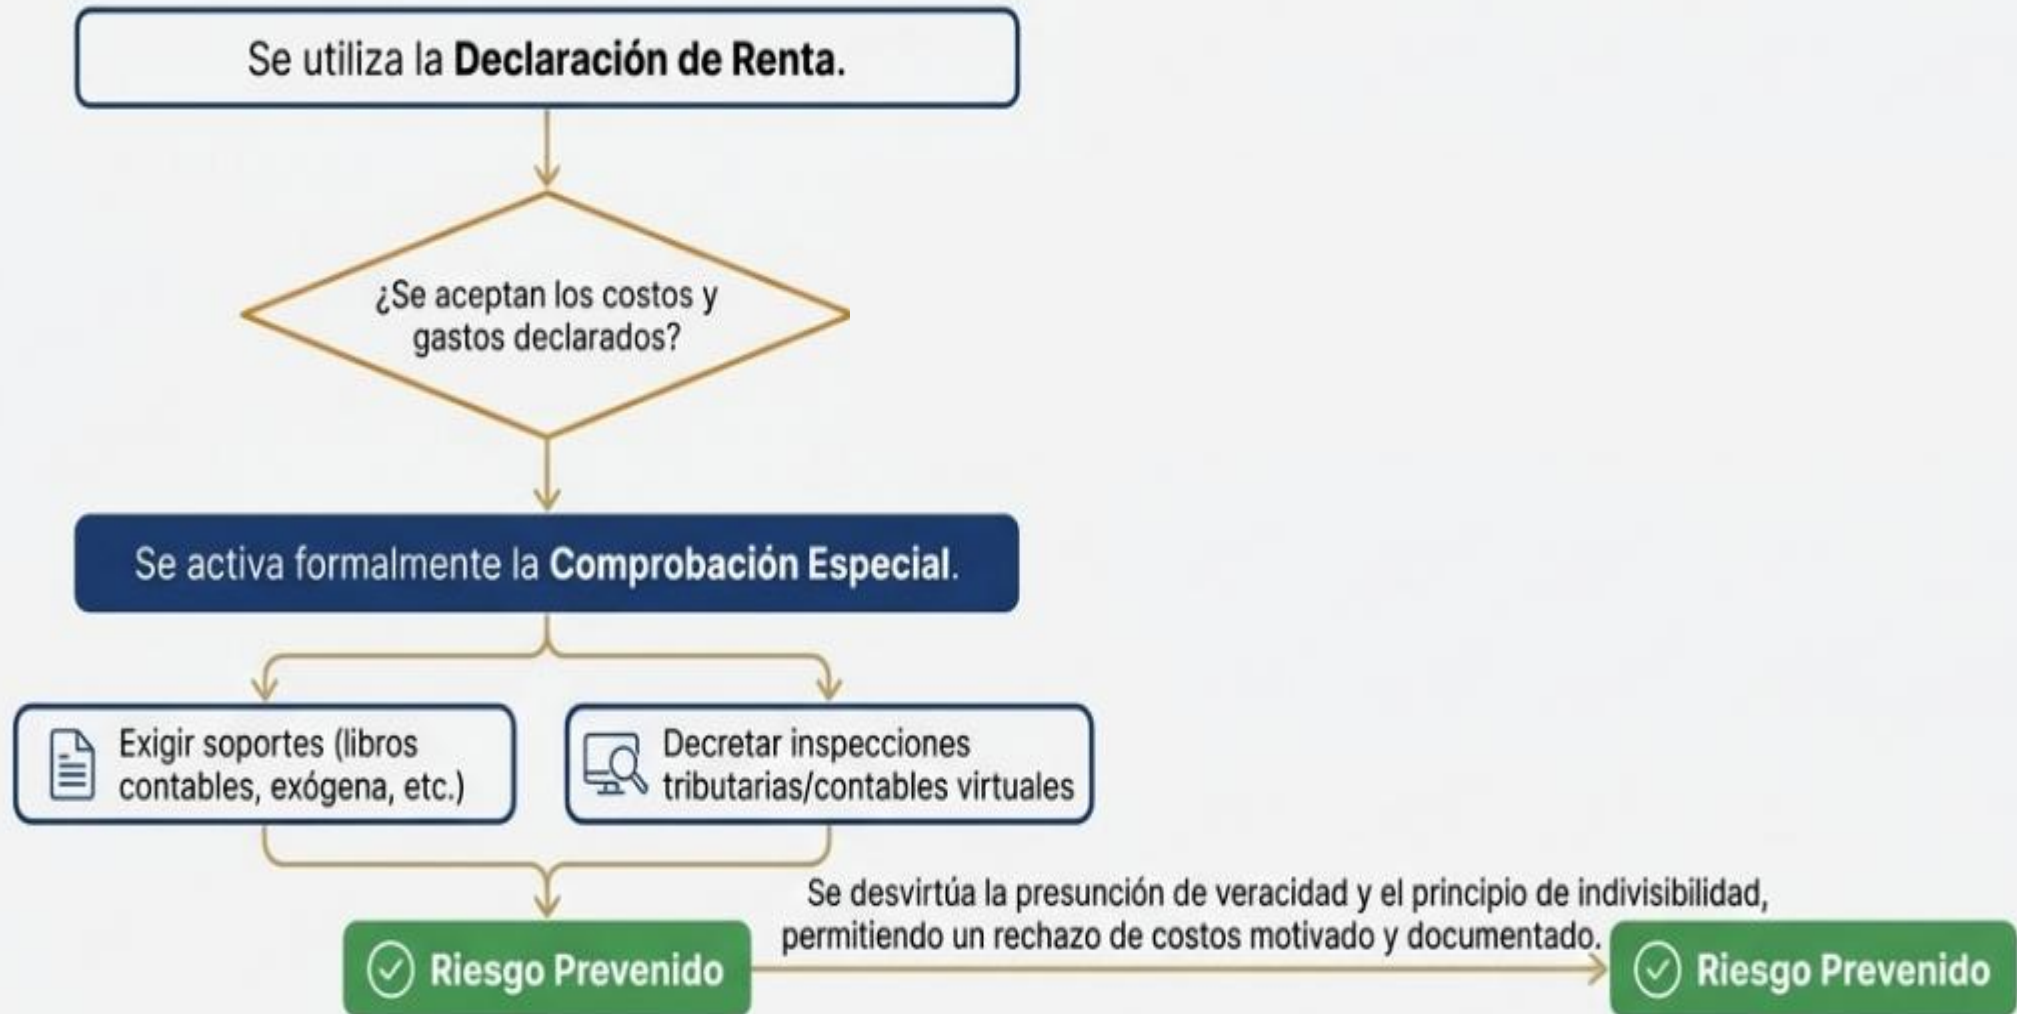 Se utiliza la Declaración de Renta.
¿Se aceptan los costos y
gastos declarados?
Se activa formalmente la Comprobación Especial.
Exigir soportes (libros
contables, exógena, etc.)
Decretar inspecciones
tributarias/contables virtuales
Se desvirtúa la presunción de veracidad y el principio de indivisibilidad,
permitiendo un rechazo de costos motivado y documentado.
Riesgo Prevenido
Riesgo Prevenido